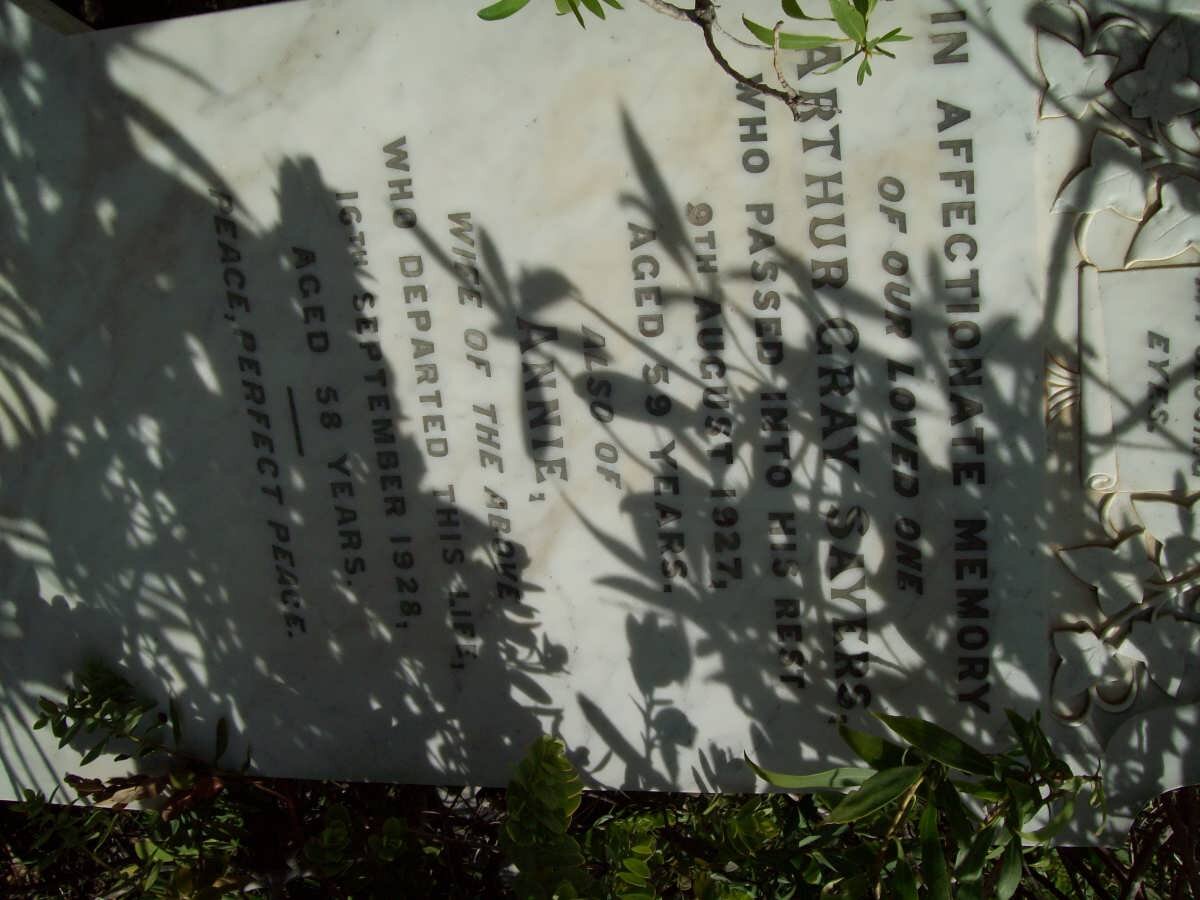 EYES.
IN AFFECTIONATE MEMORY
OF OUR LOVED ONE
ARTHUR GRAY SAYERS,
WHO PASSED INTO HIS REST
9TH AUGUST 1927,
AGED 59 YEARS.
ALSO OF
ANNIE,
WIFE OF THE ABOVE
WHO DEPARTED THIS LIFE,
16TH SEPTEMBER 1928,
AGED 58 YEARS.
PEACE, PERFECT PEACE.